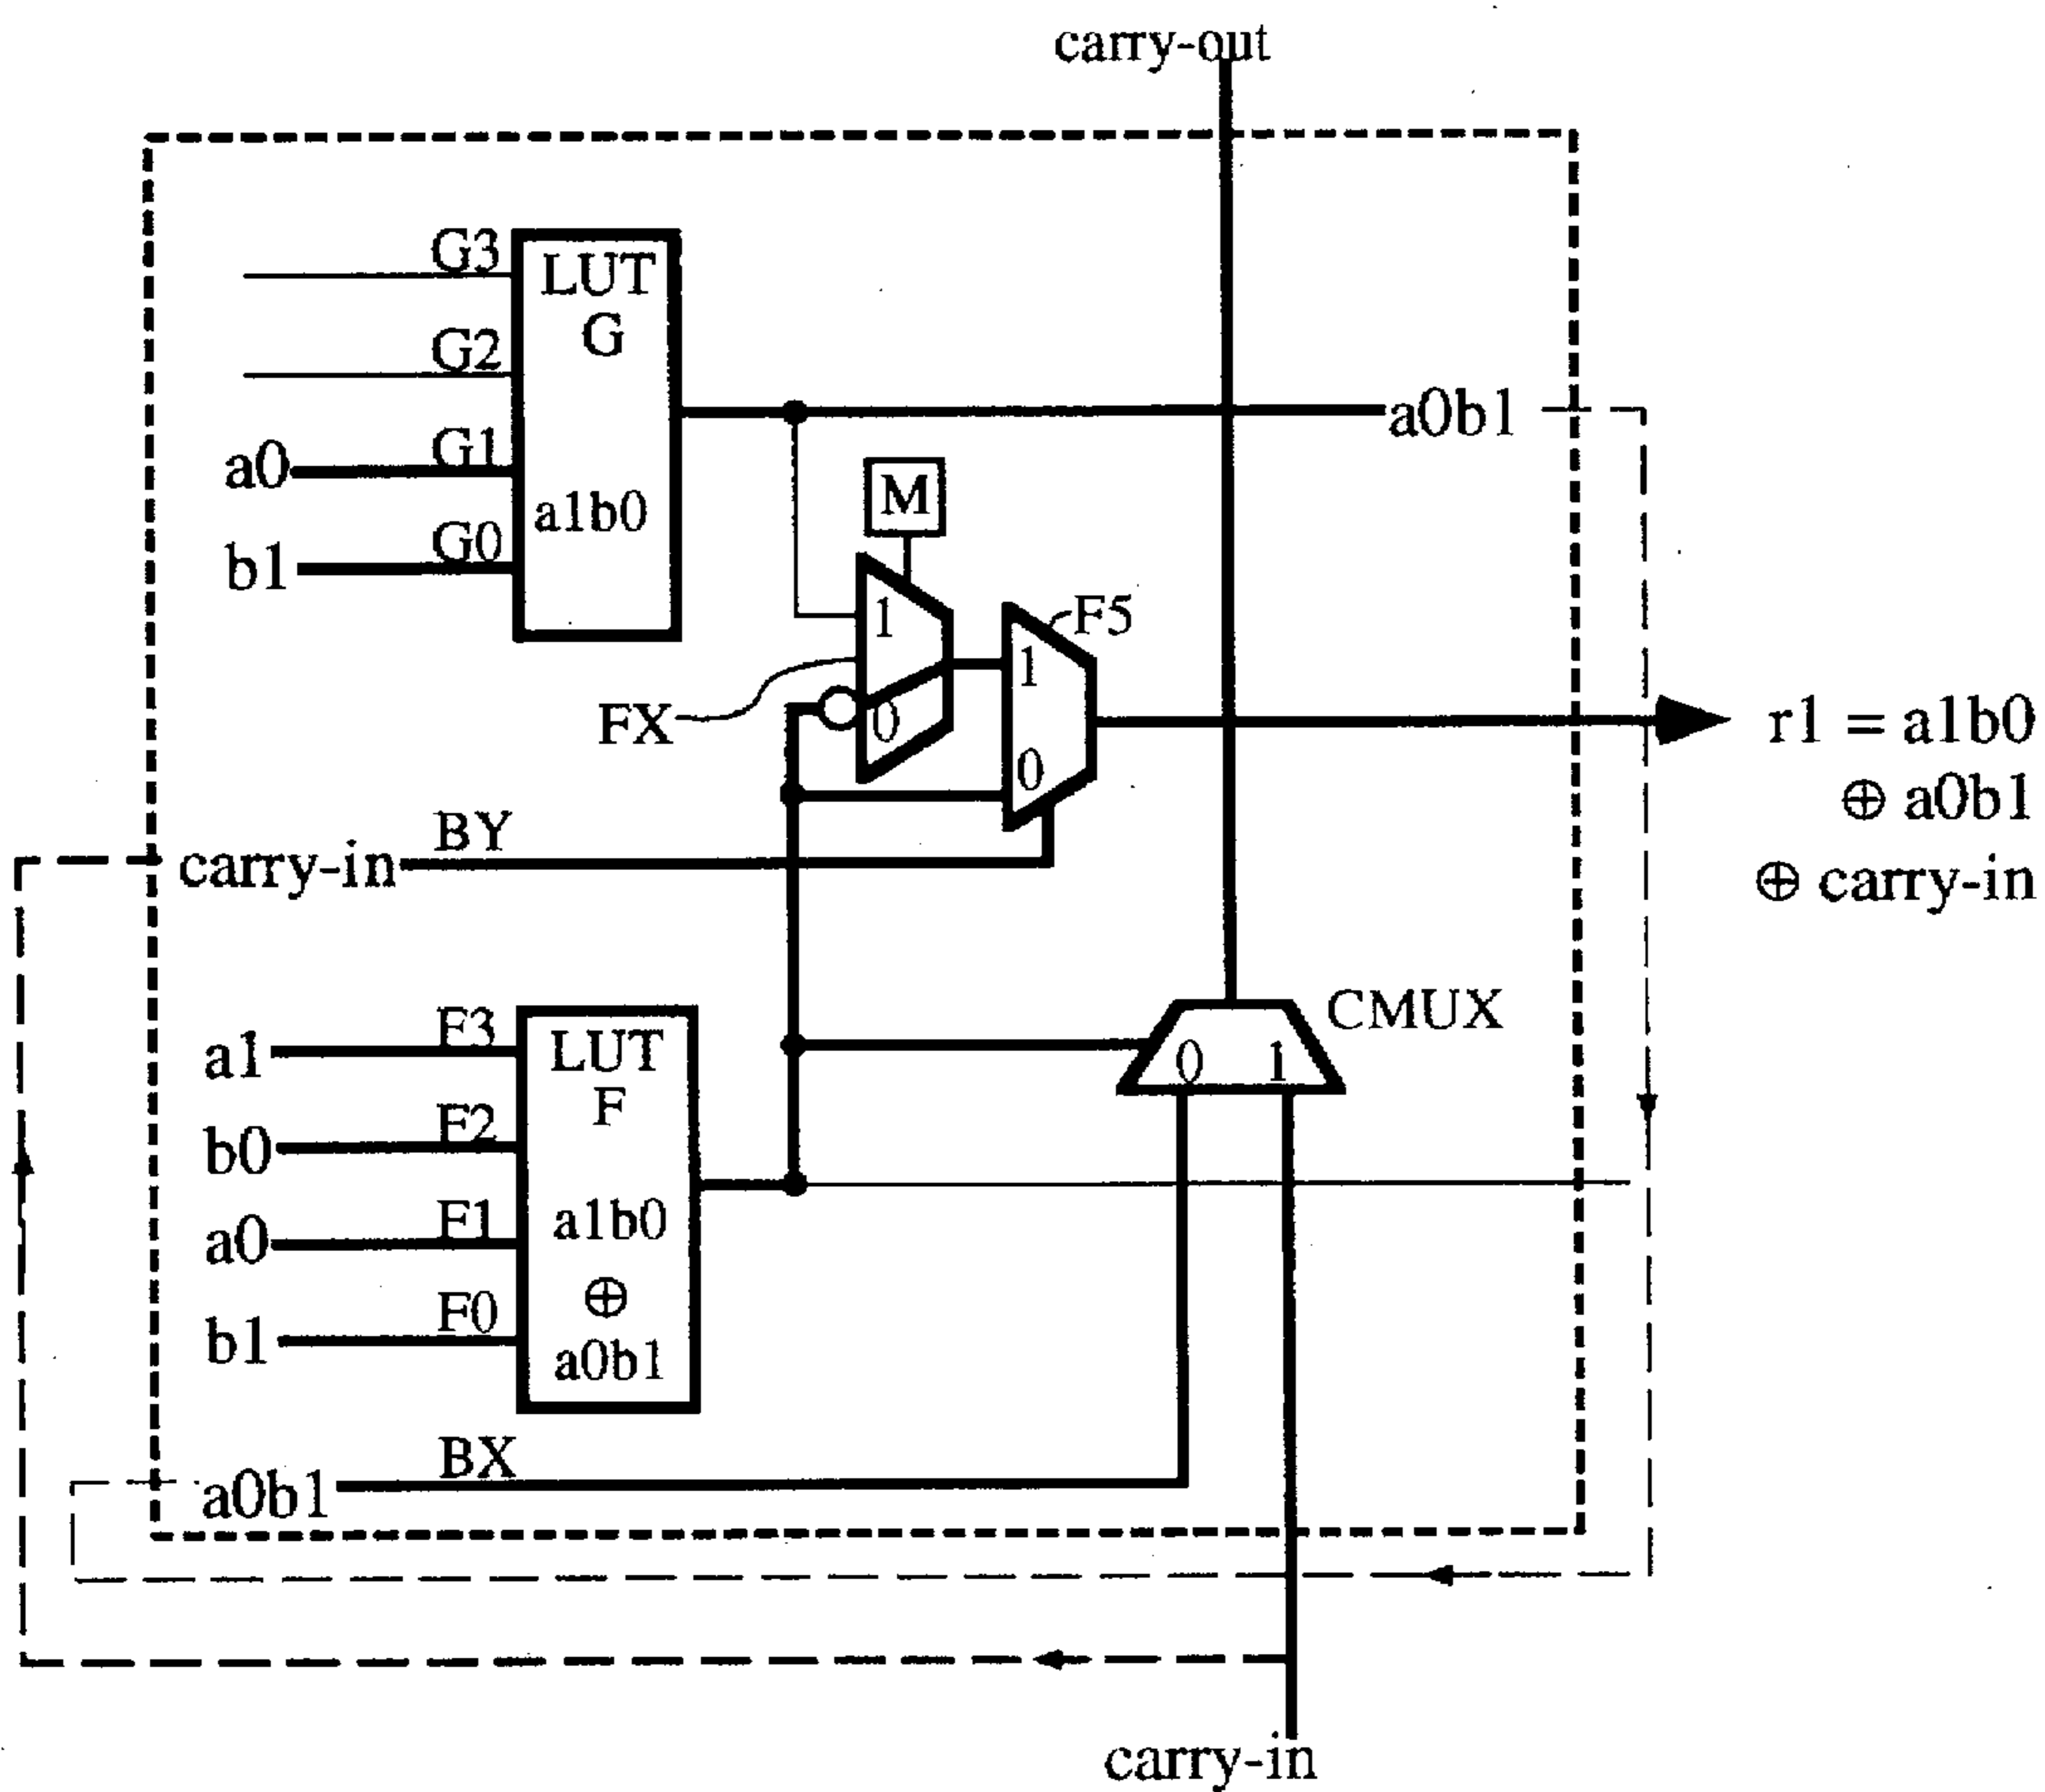 carry-out
G3
LUT
G
G2
a0b1
a0
G1
M
a1b0
b1
G0
F5
1
1
FX
0
r1 = a1b0
0
⊕ a0b1
BY
carry-in
⊕ carry-in
CMUX
a1
F3
LUT
F
0
1
b0
F2
a0
F1
a1b0
⊕
b1
F0
a0b1
BX
a0b1
carry-in